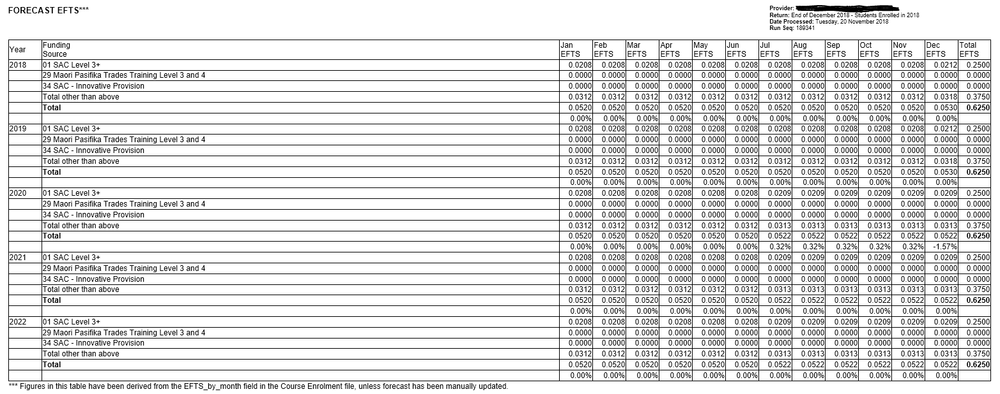 FORECAST EFTS***
Provider:
Return: End of December 2018 - Students Enrolled in 2018
Date Processed: Tuesday, 20 November 2018
Run Seq: 189341
Year Funding Source Jan EFTS Feb EFTS Mar EFTS Apr EFTS May EFTS Jun EFTS Jul EFTS Aug EFTS Sep EFTS Oct EFTS Nov EFTS Dec EFTS Total EFTS
2018 01 SAC Level 3+ 0.0208 0.0208 0.0208 0.0208 0.0208 0.0208 0.0208 0.0208 0.0208 0.0208 0.0208 0.0212 0.2500
29 Maori Pasifika Trades Training Level 3 and 4 0.0000 0.0000 0.0000 0.0000 0.0000 0.0000 0.0000 0.0000 0.0000 0.0000 0.0000 0.0000 0.0000
34 SAC - Innovative Provision 0.0000 0.0000 0.0000 0.0000 0.0000 0.0000 0.0000 0.0000 0.0000 0.0000 0.0000 0.0000 0.0000
Total other than above 0.0312 0.0312 0.0312 0.0312 0.0312 0.0312 0.0312 0.0312 0.0312 0.0312 0.0312 0.0318 0.3750
Total 0.0520 0.0520 0.0520 0.0520 0.0520 0.0520 0.0520 0.0520 0.0520 0.0520 0.0520 0.0530 0.6250
0.00% 0.00% 0.00% 0.00% 0.00% 0.00% 0.00% 0.00% 0.00% 0.00% 0.00% 0.00%
2019 01 SAC Level 3+ 0.0208 0.0208 0.0208 0.0208 0.0208 0.0208 0.0208 0.0208 0.0208 0.0208 0.0208 0.0212 0.2500
29 Maori Pasifika Trades Training Level 3 and 4 0.0000 0.0000 0.0000 0.0000 0.0000 0.0000 0.0000 0.0000 0.0000 0.0000 0.0000 0.0000 0.0000
34 SAC - Innovative Provision 0.0000 0.0000 0.0000 0.0000 0.0000 0.0000 0.0000 0.0000 0.0000 0.0000 0.0000 0.0000 0.0000
Total other than above 0.0312 0.0312 0.0312 0.0312 0.0312 0.0312 0.0312 0.0312 0.0312 0.0312 0.0312 0.0318 0.3750
Total 0.0520 0.0520 0.0520 0.0520 0.0520 0.0520 0.0520 0.0520 0.0520 0.0520 0.0520 0.0530 0.6250
0.00% 0.00% 0.00% 0.00% 0.00% 0.00% 0.00% 0.00% 0.00% 0.00% 0.00% 0.00%
2020 01 SAC Level 3+ 0.0208 0.0208 0.0208 0.0208 0.0208 0.0208 0.0209 0.0209 0.0209 0.0209 0.0209 0.0209 0.2500
29 Maori Pasifika Trades Training Level 3 and 4 0.0000 0.0000 0.0000 0.0000 0.0000 0.0000 0.0000 0.0000 0.0000 0.0000 0.0000 0.0000 0.0000
34 SAC - Innovative Provision 0.0000 0.0000 0.0000 0.0000 0.0000 0.0000 0.0000 0.0000 0.0000 0.0000 0.0000 0.0000 0.0000
Total other than above 0.0312 0.0312 0.0312 0.0312 0.0312 0.0312 0.0313 0.0313 0.0313 0.0313 0.0313 0.0313 0.3750
Total 0.0520 0.0520 0.0520 0.0520 0.0520 0.0520 0.0522 0.0522 0.0522 0.0522 0.0522 0.0522 0.6250
0.00% 0.00% 0.00% 0.00% 0.00% 0.00% 0.32% 0.32% 0.32% 0.32% 0.32% -1.57%
2021 01 SAC Level 3+ 0.0208 0.0208 0.0208 0.0208 0.0208 0.0208 0.0209 0.0209 0.0209 0.0209 0.0209 0.0209 0.2500
29 Maori Pasifika Trades Training Level 3 and 4 0.0000 0.0000 0.0000 0.0000 0.0000 0.0000 0.0000 0.0000 0.0000 0.0000 0.0000 0.0000 0.0000
34 SAC - Innovative Provision 0.0000 0.0000 0.0000 0.0000 0.0000 0.0000 0.0000 0.0000 0.0000 0.0000 0.0000 0.0000 0.0000
Total other than above 0.0312 0.0312 0.0312 0.0312 0.0312 0.0312 0.0313 0.0313 0.0313 0.0313 0.0313 0.0313 0.3750
Total 0.0520 0.0520 0.0520 0.0520 0.0520 0.0520 0.0522 0.0522 0.0522 0.0522 0.0522 0.0522 0.6250
0.00% 0.00% 0.00% 0.00% 0.00% 0.00% 0.00% 0.00% 0.00% 0.00% 0.00% 0.00%
2022 01 SAC Level 3+ 0.0208 0.0208 0.0208 0.0208 0.0208 0.0208 0.0209 0.0209 0.0209 0.0209 0.0209 0.0209 0.2500
29 Maori Pasifika Trades Training Level 3 and 4 0.0000 0.0000 0.0000 0.0000 0.0000 0.0000 0.0000 0.0000 0.0000 0.0000 0.0000 0.0000 0.0000
34 SAC - Innovative Provision 0.0000 0.0000 0.0000 0.0000 0.0000 0.0000 0.0000 0.0000 0.0000 0.0000 0.0000 0.0000 0.0000
Total other than above 0.0312 0.0312 0.0312 0.0312 0.0312 0.0312 0.0313 0.0313 0.0313 0.0313 0.0313 0.0313 0.3750
Total 0.0520 0.0520 0.0520 0.0520 0.0520 0.0520 0.0522 0.0522 0.0522 0.0522 0.0522 0.0522 0.6250
0.00% 0.00% 0.00% 0.00% 0.00% 0.00% 0.00% 0.00% 0.00% 0.00% 0.00% 0.00%
*** Figures in this table have been derived from the EFTS_by_month field in the Course Enrolment file, unless forecast has been manually updated.